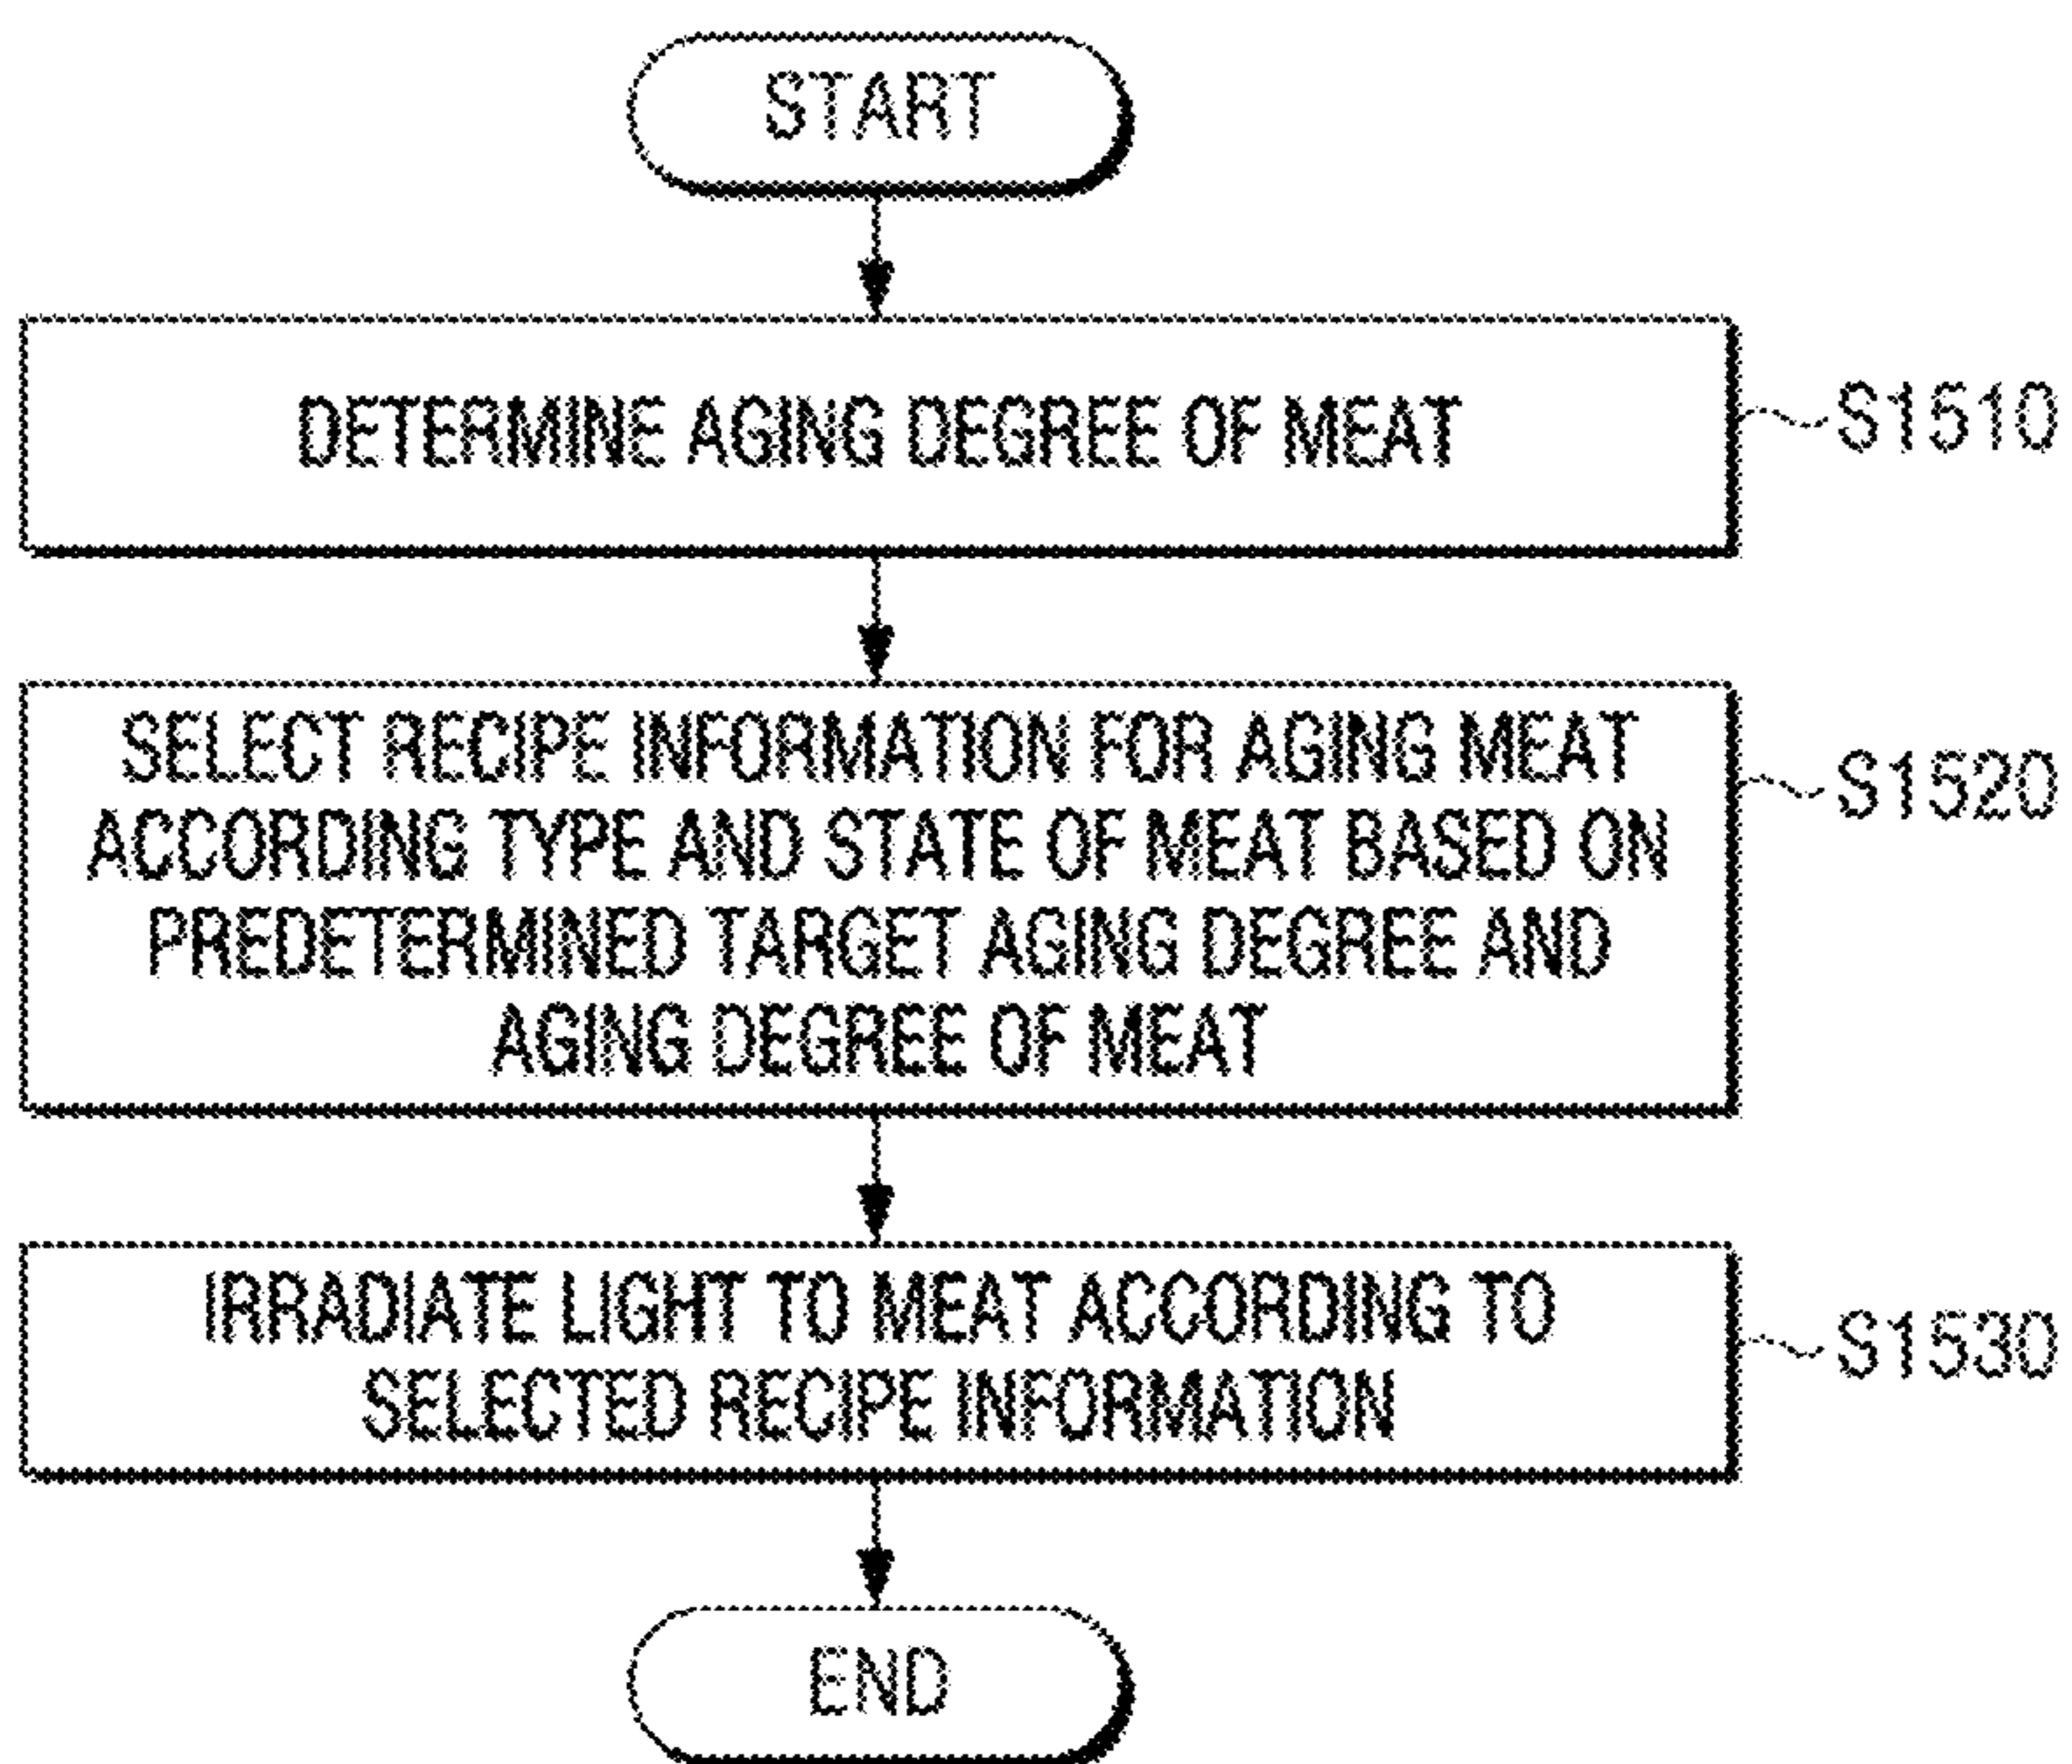 START
DETERMINE AGING DEGREE OF MEAT
S1510
SELECT RECIPE INFORMATION FOR AGING MEAT
ACCORDING TYPE AND STATE OF MEAT BASED ON
PREDETERMINED TARGET AGING DEGREE AND
AGING DEGREE OF MEAT
S1520
IRRADIATE LIGHT TO MEAT ACCORDING TO
SELECTED RECIPE INFORMATION
S1530
END